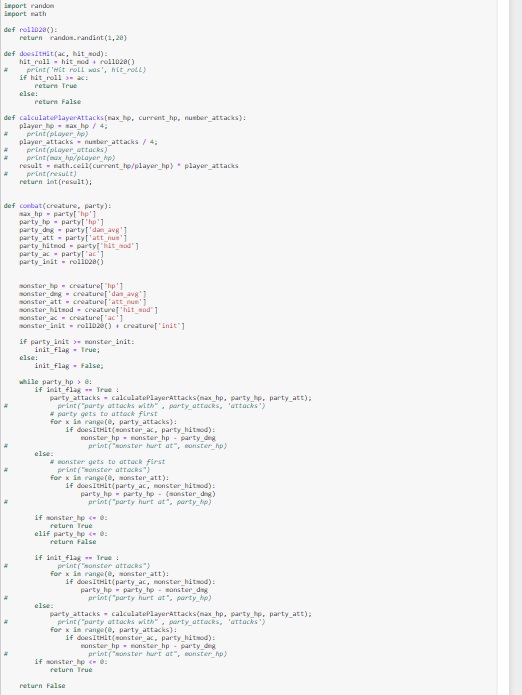 import random
import math

def rollD20():
    return  random.randint(1,20)

def doesItHit(ac, hit_mod):
    hit_roll = hit_mod + rollD20()
#     print('Hit roll was', hit_roll)
    if hit_roll >= ac:
        return True
    else:
        return False

def calculatePlayerAttacks(max_hp, current_hp, number_attacks):
    player_hp = max_hp / 4;
#     print(player_hp)
    player_attacks = number_attacks / 4;
#     print(player_attacks)
#     print(max_hp/player_hp)
    result = math.ceil(current_hp/player_hp) * player_attacks
#     print(result)
    return int(result);


def combat(creature, party):
    max_hp = party['hp']
    party_hp = party['hp']
    party_dmg = party['dam_avg']
    party_att = party['att_num']
    party_hitmod = party['hit_mod']
    party_ac = party['ac']
    party_init = rollD20()


    monster_hp = creature['hp']
    monster_dmg = creature['dam_avg']
    monster_att = creature['att_num']
    monster_hitmod = creature['hit_mod']
    monster_ac = creature['ac']
    monster_init = rollD20() + creature['init']

    if party_init >= monster_init:
        init_flag = True;
    else:
        init_flag = False;

    while party_hp > 0:
        if init_flag == True :
            party_attacks = calculatePlayerAttacks(max_hp, party_hp, party_att);
#             print("party attacks with" , party_attacks, 'attacks')
            # party gets to attack first
            for x in range(0, party_attacks):
                if doesItHit(monster_ac, party_hitmod):
                    monster_hp = monster_hp - party_dmg
#                     print("monster hurt at", monster_hp)
        else:
            # monster gets to attack first
#             print("monster attacks")
            for x in range(0, monster_att):
                if doesItHit(party_ac, monster_hitmod):
                    party_hp = party_hp - (monster_dmg)
#                     print("party hurt at", party_hp)

        if monster_hp <= 0:
            return True
        elif party_hp <= 0:
            return False

        if init_flag == True :
#             print("monster attacks")
            for x in range(0, monster_att):
                if doesItHit(party_ac, monster_hitmod):
                    party_hp = party_hp - monster_dmg
#                     print("party hurt at", party_hp)
        else:
            party_attacks = calculatePlayerAttacks(max_hp, party_hp, party_att);
#             print("party attacks with" , party_attacks, 'attacks')
            for x in range(0, party_attacks):
                if doesItHit(monster_ac, party_hitmod):
                    monster_hp = monster_hp - party_dmg
#                     print("monster hurt at", monster_hp)
        if monster_hp <= 0:
            return True

    return False